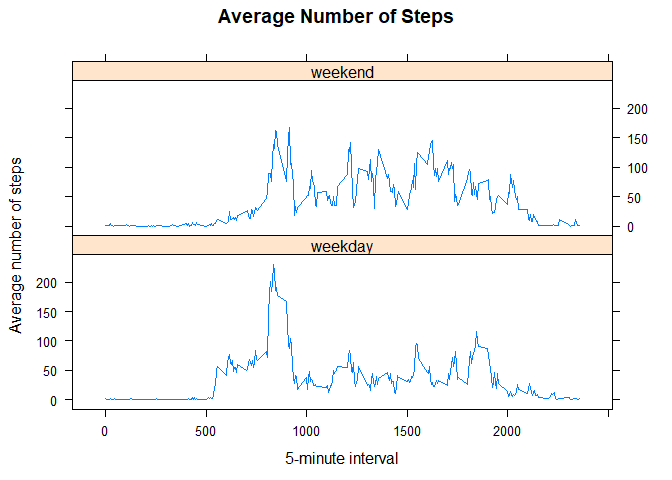 Average Number of Steps
weekend
200
150
100
50
0
weekday
200
150
100
50
0
Average number of steps
0 500 1000 1500 2000
5-minute interval